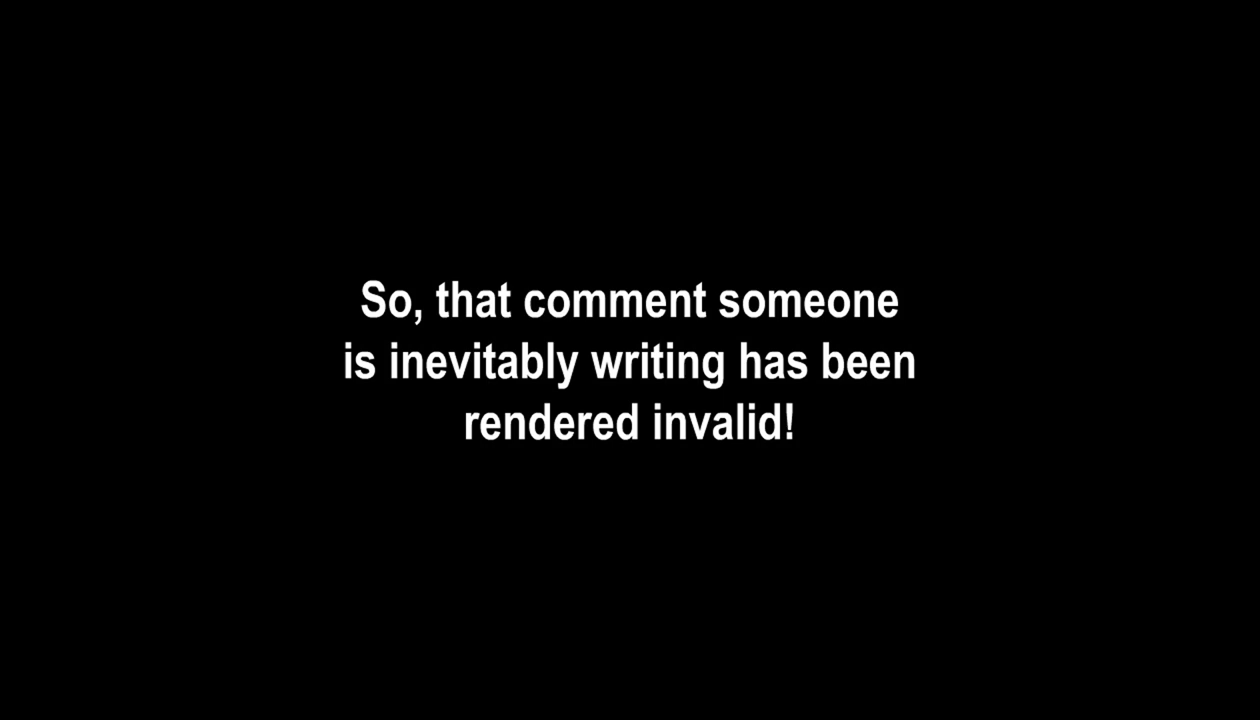 So, that comment someone
is inevitably writing has been
rendered invalid!